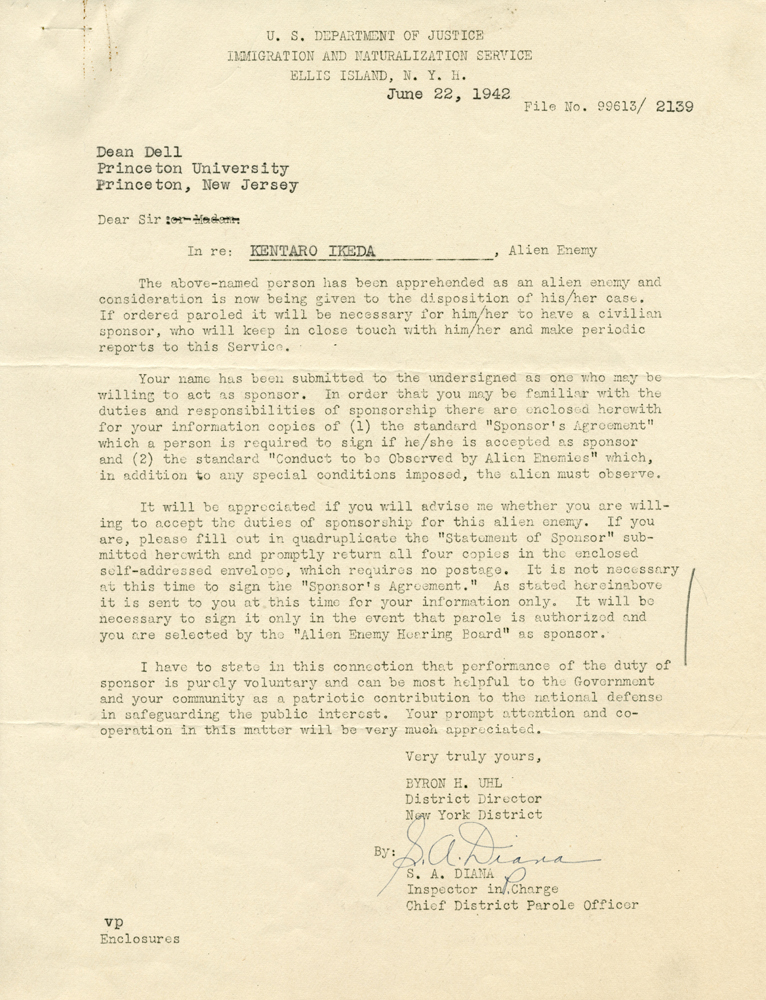 U. S. DEPARTMENT OF JUSTICE
IMMIGRATION AND NATURALIZATION SERVICE
ELLIS ISLAND, N. Y. H.
June 22, 1942
File No. 99613/ 2139
Dean Dell
Princeton University
Princeton, New Jersey
Dear Sir or Madam:
In re: KENTARO IKEDA, Alien Enemy
The above-named person has been apprehended as an alien enemy and
consideration is now being given to the disposition of his/her case.
If ordered paroled it will be necessary for him/her to have a civilian
sponsor, who will keep in close touch with him/her and make periodic
reports to this Service.
Your name has been submitted to the undersigned as one who may be
willing to act as sponsor. In order that you may be familiar with the
duties and responsibilities of sponsorship there are enclosed herewith
for your information copies of (1) the standard "Sponsor's Agreement"
which a person is required to sign if he/she is accepted as sponsor
and (2) the standard "Conduct to be Observed by Alien Enemies" which,
in addition to any special conditions imposed, the alien must observe.
It will be appreciated if you will advise me whether you are will-
ing to accept the duties of sponsorship for this alien enemy. If you
are, please fill out in quadruplicate the "Statement of Sponsor" sub-
mitted herewith and promptly return all four copies in the enclosed
self-addressed envelope, which requires no postage. It is not necessary
at this time to sign the "Sponsor's Agreement." As stated hereinabove
it is sent to you at this time for your information only. It will be
necessary to sign it only in the event that parole is authorized and
you are selected by the "Alien Enemy Hearing Board" as sponsor.
I have to state in this connection that performance of the duty of
sponsor is purely voluntary and can be most helpful to the Government
and your community as a patriotic contribution to the national defense
in safeguarding the public interest. Your prompt attention and co-
operation in this matter will be very much appreciated.
Very truly yours,
BYRON H. UHL
District Director
New York District
By: S. A. Diana
S. A. DIANA
Inspector in Charge
Chief District Parole Officer
vp
Enclosures